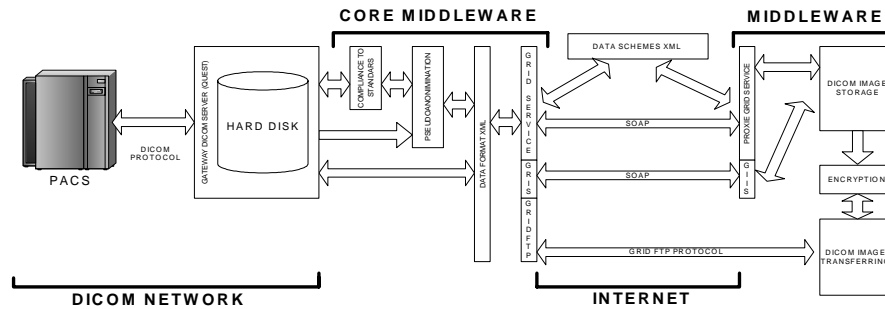 CORE MIDDLEWARE
MIDDLEWARE
PACS
DICOM
PROTOCOL
GATEWAY DICOM SERVER (QUEST)
HARD DISK
COMPLIANCE TO
STANDARS
PSEUDOANONIMINATION
DATA FORMAT XML
GRID SERVICE
GRIS
GRIDFTP
DATA SCHEMES XML
SOAP
SOAP
GRID FTP PROTOCOL
PROXIE GRID SERVICE
GIIS
DICOM IMAGE
STORAGE
ENCRYPTION
DICOM IMAGE
TRANSFERRING
DICOM NETWORK
INTERNET